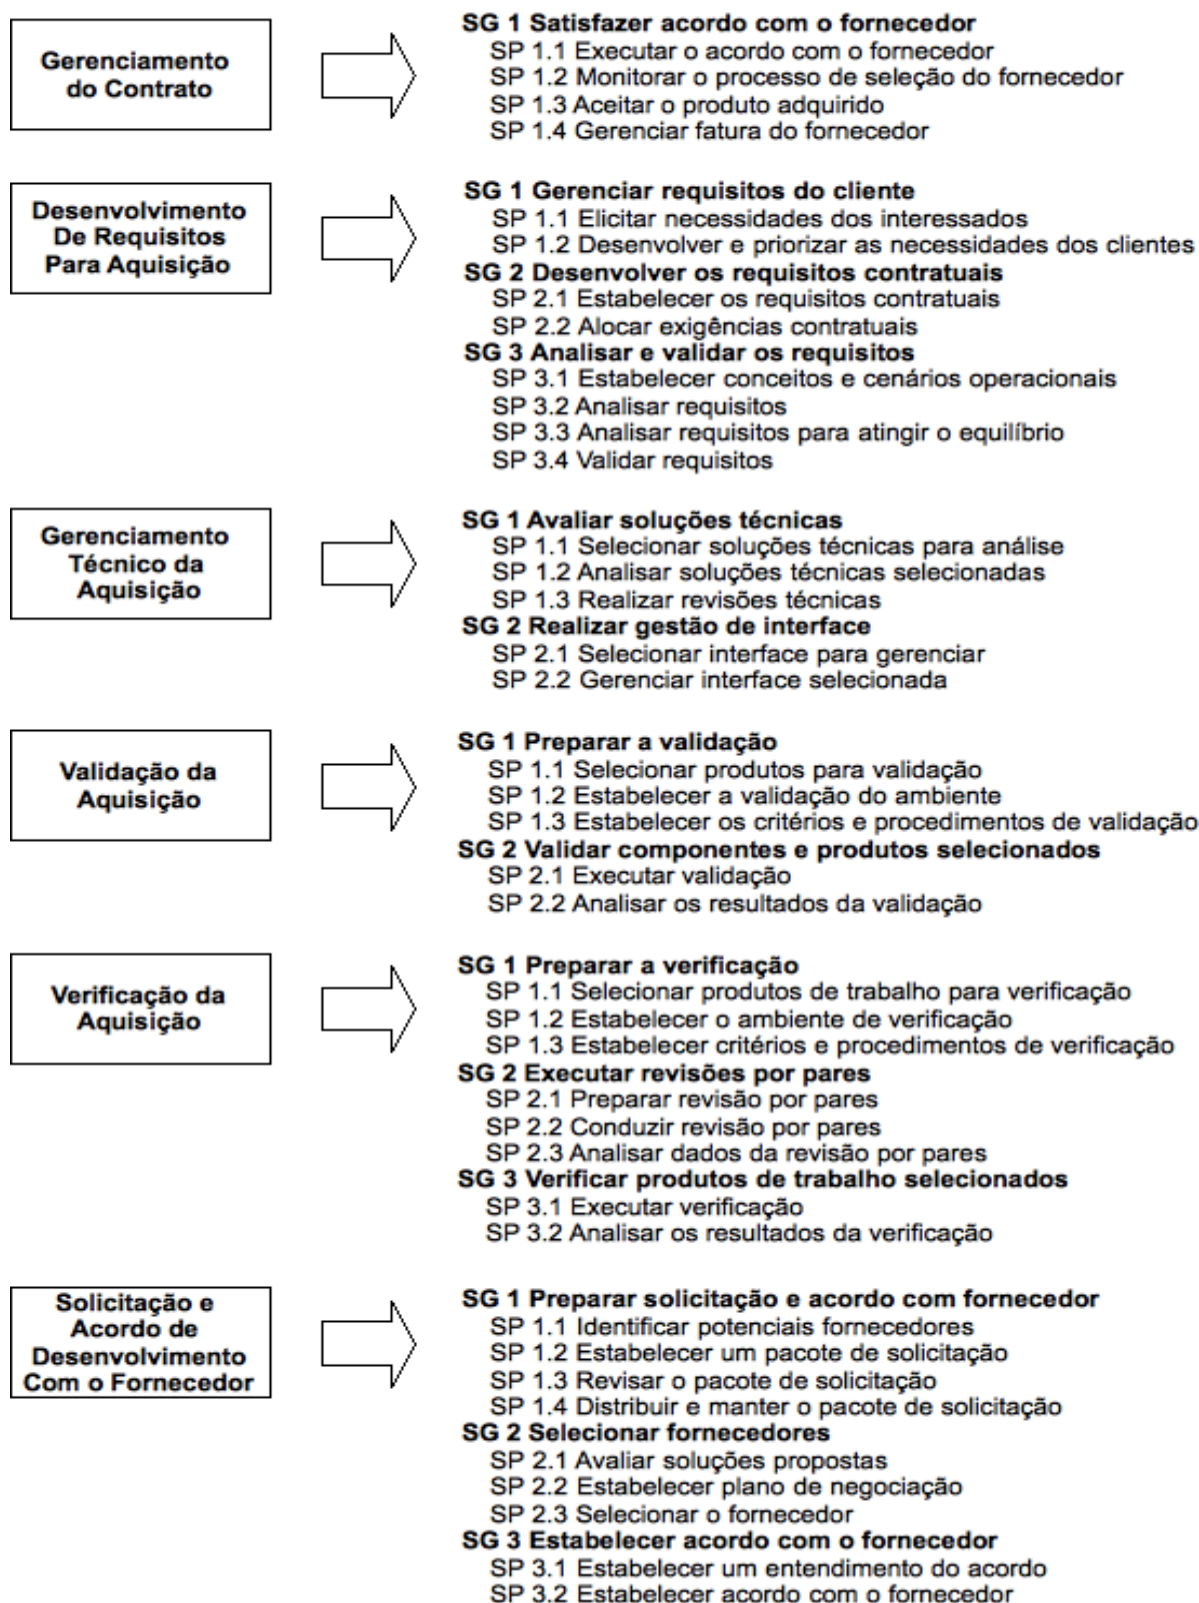 Gerenciamento
do Contrato
SG 1 Satisfazer acordo com o fornecedor
SP 1.1 Executar o acordo com o fornecedor
SP 1.2 Monitorar o processo de seleção do fornecedor
SP 1.3 Aceitar o produto adquirido
SP 1.4 Gerenciar fatura do fornecedor
Desenvolvimento
De Requisitos
Para Aquisição
SG 1 Gerenciar requisitos do cliente
SP 1.1 Elicitar necessidades dos interessados
SP 1.2 Desenvolver e priorizar as necessidades dos clientes
SG 2 Desenvolver os requisitos contratuais
SP 2.1 Estabelecer os requisitos contratuais
SP 2.2 Alocar exigências contratuais
SG 3 Analisar e validar os requisitos
SP 3.1 Estabelecer conceitos e cenários operacionais
SP 3.2 Analisar requisitos
SP 3.3 Analisar requisitos para atingir o equilíbrio
SP 3.4 Validar requisitos
Gerenciamento
Técnico da
Aquisição
SG 1 Avaliar soluções técnicas
SP 1.1 Selecionar soluções técnicas para análise
SP 1.2 Analisar soluções técnicas selecionadas
SP 1.3 Realizar revisões técnicas
SG 2 Realizar gestão de interface
SP 2.1 Selecionar interface para gerenciar
SP 2.2 Gerenciar interface selecionada
Validação da
Aquisição
SG 1 Preparar a validação
SP 1.1 Selecionar produtos para validação
SP 1.2 Estabelecer a validação do ambiente
SP 1.3 Estabelecer os critérios e procedimentos de validação
SG 2 Validar componentes e produtos selecionados
SP 2.1 Executar validação
SP 2.2 Analisar os resultados da validação
Verificação da
Aquisição
SG 1 Preparar a verificação
SP 1.1 Selecionar produtos de trabalho para verificação
SP 1.2 Estabelecer o ambiente de verificação
SP 1.3 Estabelecer critérios e procedimentos de verificação
SG 2 Executar revisões por pares
SP 2.1 Preparar revisão por pares
SP 2.2 Conduzir revisão por pares
SP 2.3 Analisar dados da revisão por pares
SG 3 Verificar produtos de trabalho selecionados
SP 3.1 Executar verificação
SP 3.2 Analisar os resultados da verificação
Solicitação e
Acordo de
Desenvolvimento
Com o Fornecedor
SG 1 Preparar solicitação e acordo com fornecedor
SP 1.1 Identificar potenciais fornecedores
SP 1.2 Estabelecer um pacote de solicitação
SP 1.3 Revisar o pacote de solicitação
SP 1.4 Distribuir e manter o pacote de solicitação
SG 2 Selecionar fornecedores
SP 2.1 Avaliar soluções propostas
SP 2.2 Estabelecer plano de negociação
SP 2.3 Selecionar o fornecedor
SG 3 Estabelecer acordo com o fornecedor
SP 3.1 Estabelecer um entendimento do acordo
SP 3.2 Estabelecer acordo com o fornecedor